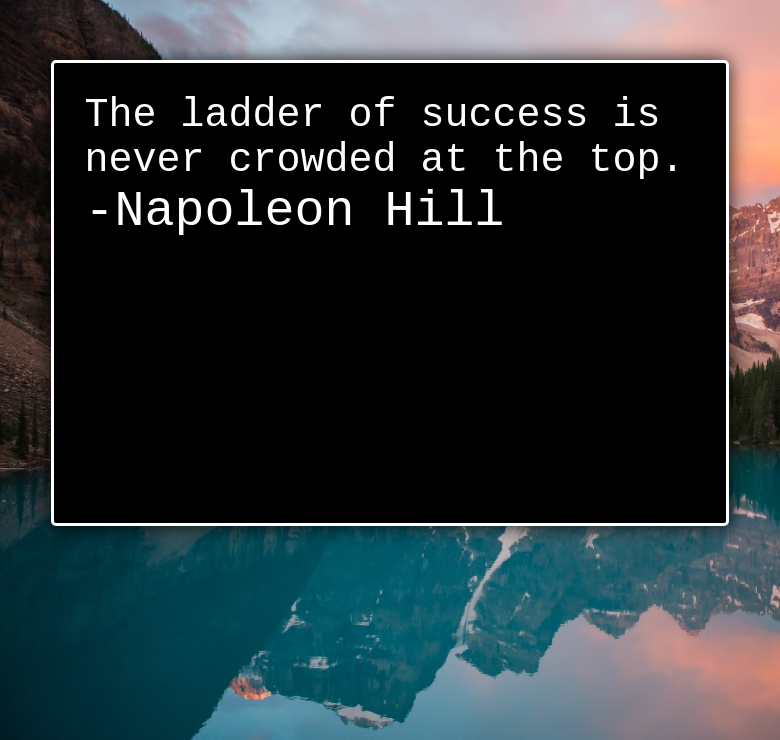 The ladder of success is
never crowded at the top.
-Napoleon Hill